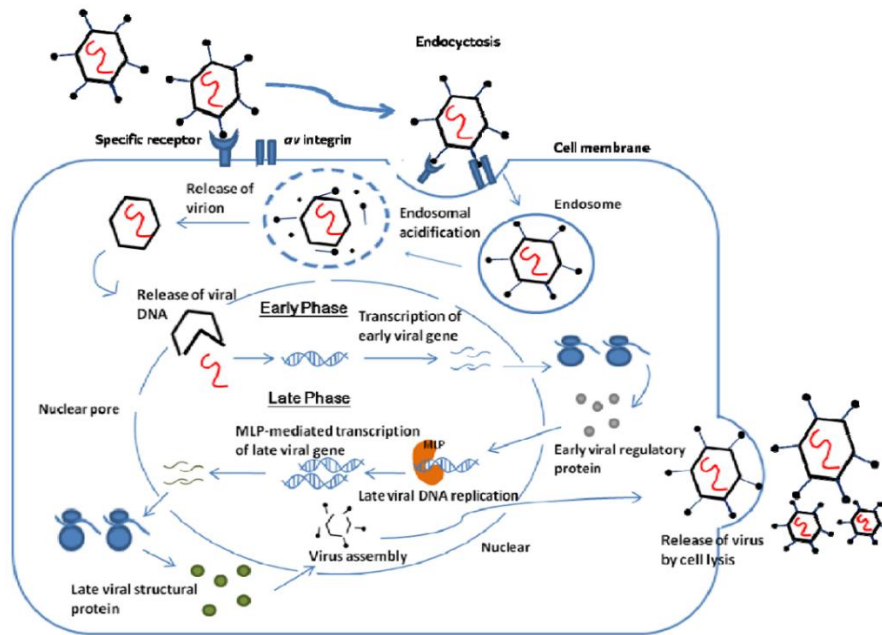 Endocyctosis
Specific receptor
αv integrin
Cell membrane
Release of
virion
Endosomal
acidification
Endosome
Release of viral
DNA
Early Phase
Transcription of
early viral gene
Nuclear pore
Late Phase
MLP-mediated transcription
of late viral gene
MLP
Early viral regulatory
protein
Late viral DNA replication
Virus assembly
Nuclear
Release of virus
by cell lysis
Late viral structural
protein